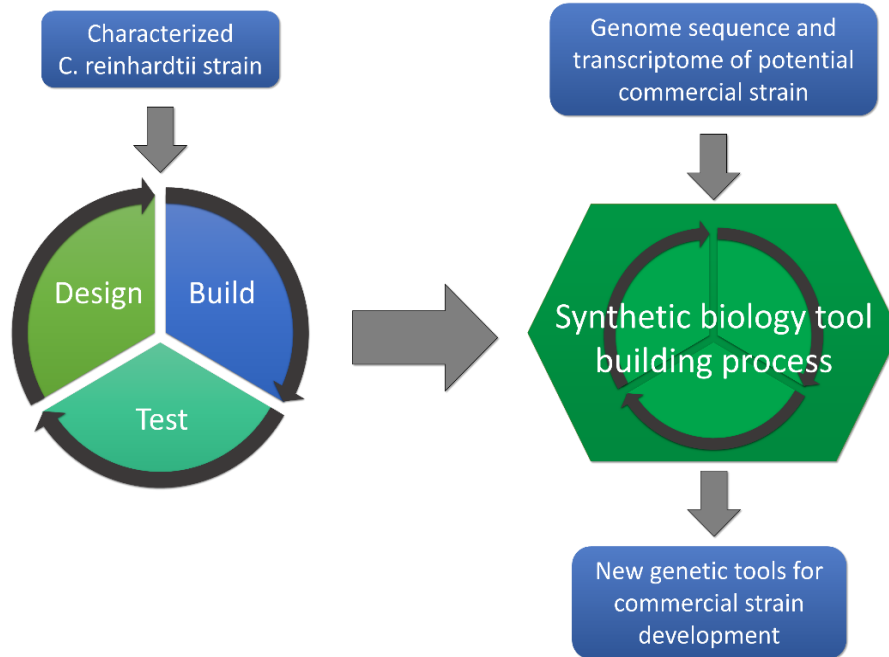 Characterized
C. reinhardtii strain
Design
Build
Test
Genome sequence and
transcriptome of potential
commercial strain
Synthetic biology tool
building process
New genetic tools for
commercial strain
development